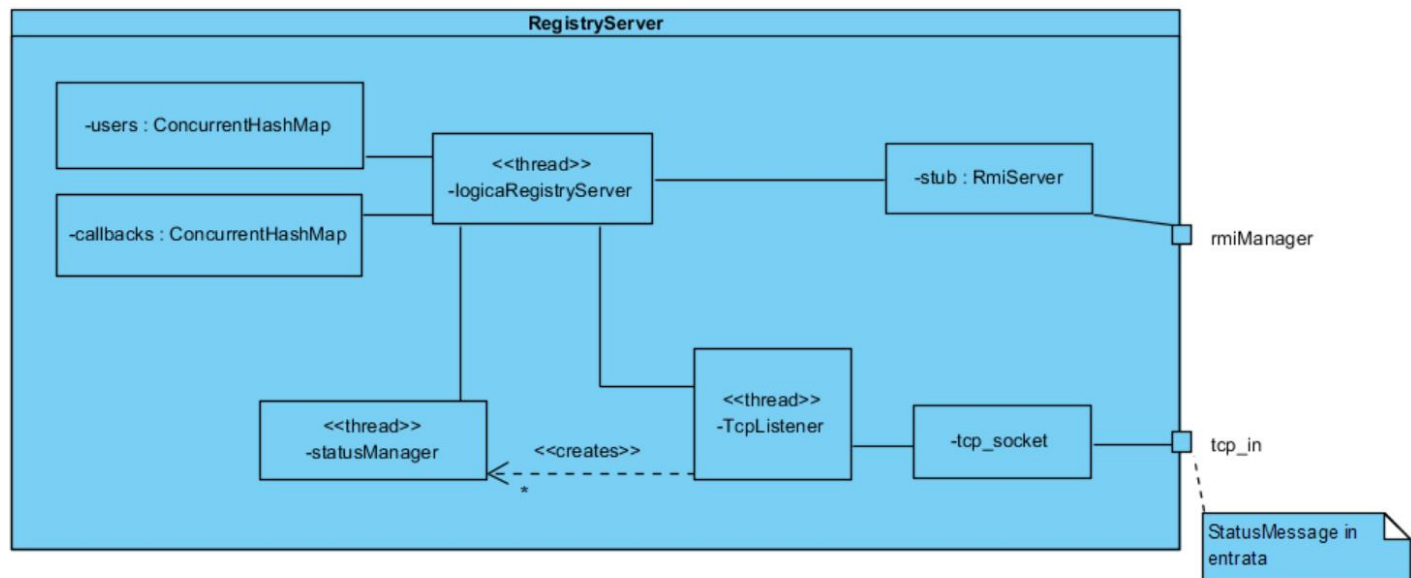 RegistryServer
-users : ConcurrentHashMap
<<thread>>
-logicaRegistryServer
-stub : RmiServer
-callbacks : ConcurrentHashMap
rmiManager
<<thread>>
-statusManager
<<creates>>
*
<<thread>>
-TcpListener
-tcp_socket
tcp_in
StatusMessage in
entrata